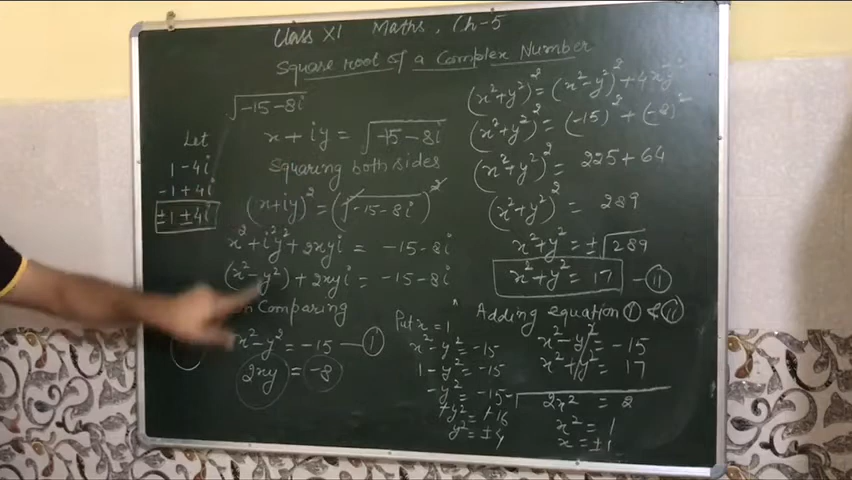 Class XI Maths, Ch-5
Square root of a Complex Number
√-15-8i
Let
1-4i
-1+4i
±1±4i
x+iy = √-15-8i
Squaring both sides
(x+iy)² = (√-15-8i)²
x²+i²y²+2xyi = -15-8i
(x²-y²)+2xyi = -15-8i
on Comparing
x²-y² = -15 — I
2xy = -8
Put x = 1
x²-y² = -15
1-y² = -15
-y² = -15-1
+y² = +16
y² = ±4
(x²+y²)² = (x²-y²)²+4x²y²
(x²+y²)² = (-15)²+(-8)²
(x²+y²)² = 225+64
(x²+y²)² = 289
x²+y² = ±√289
x²+y² = 17 — II
Adding equation I & II
x²-y² = -15
x²+y² = 17
2x² = 2
x² = 1
x = ±1